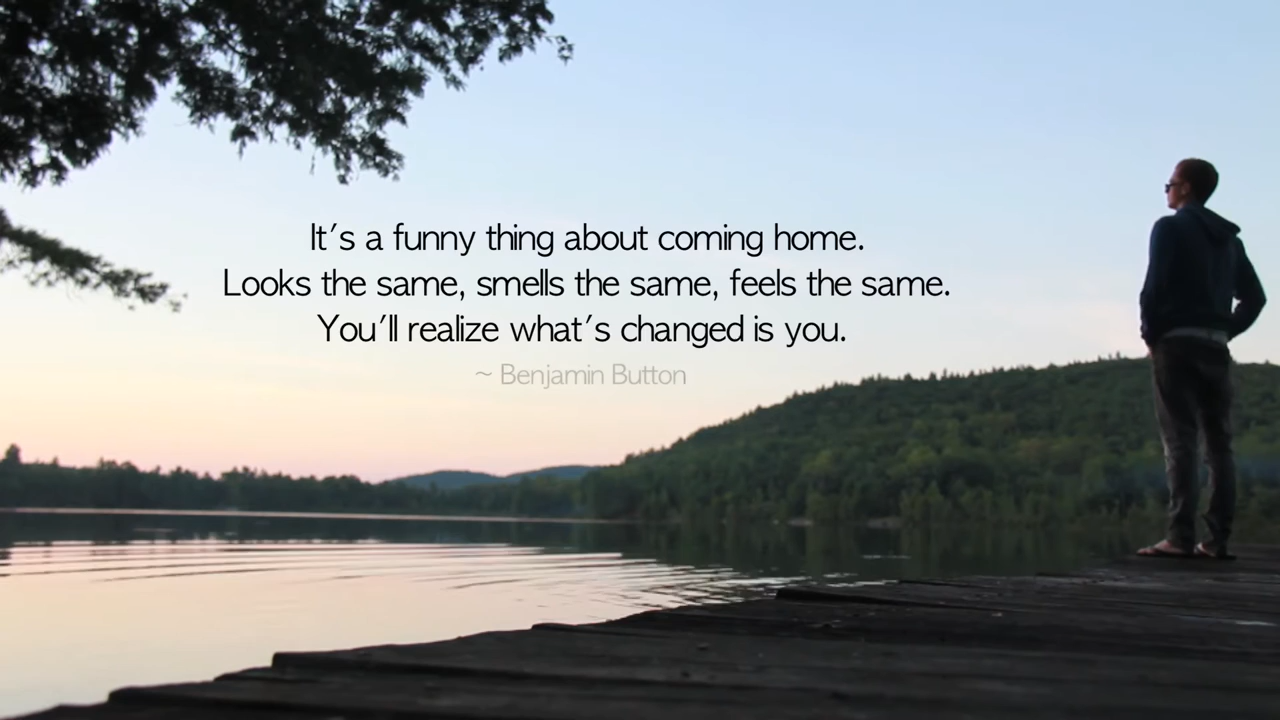 It's a funny thing about coming home.
Looks the same, smells the same, feels the same.
You'll realize what's changed is you.
~ Benjamin Button